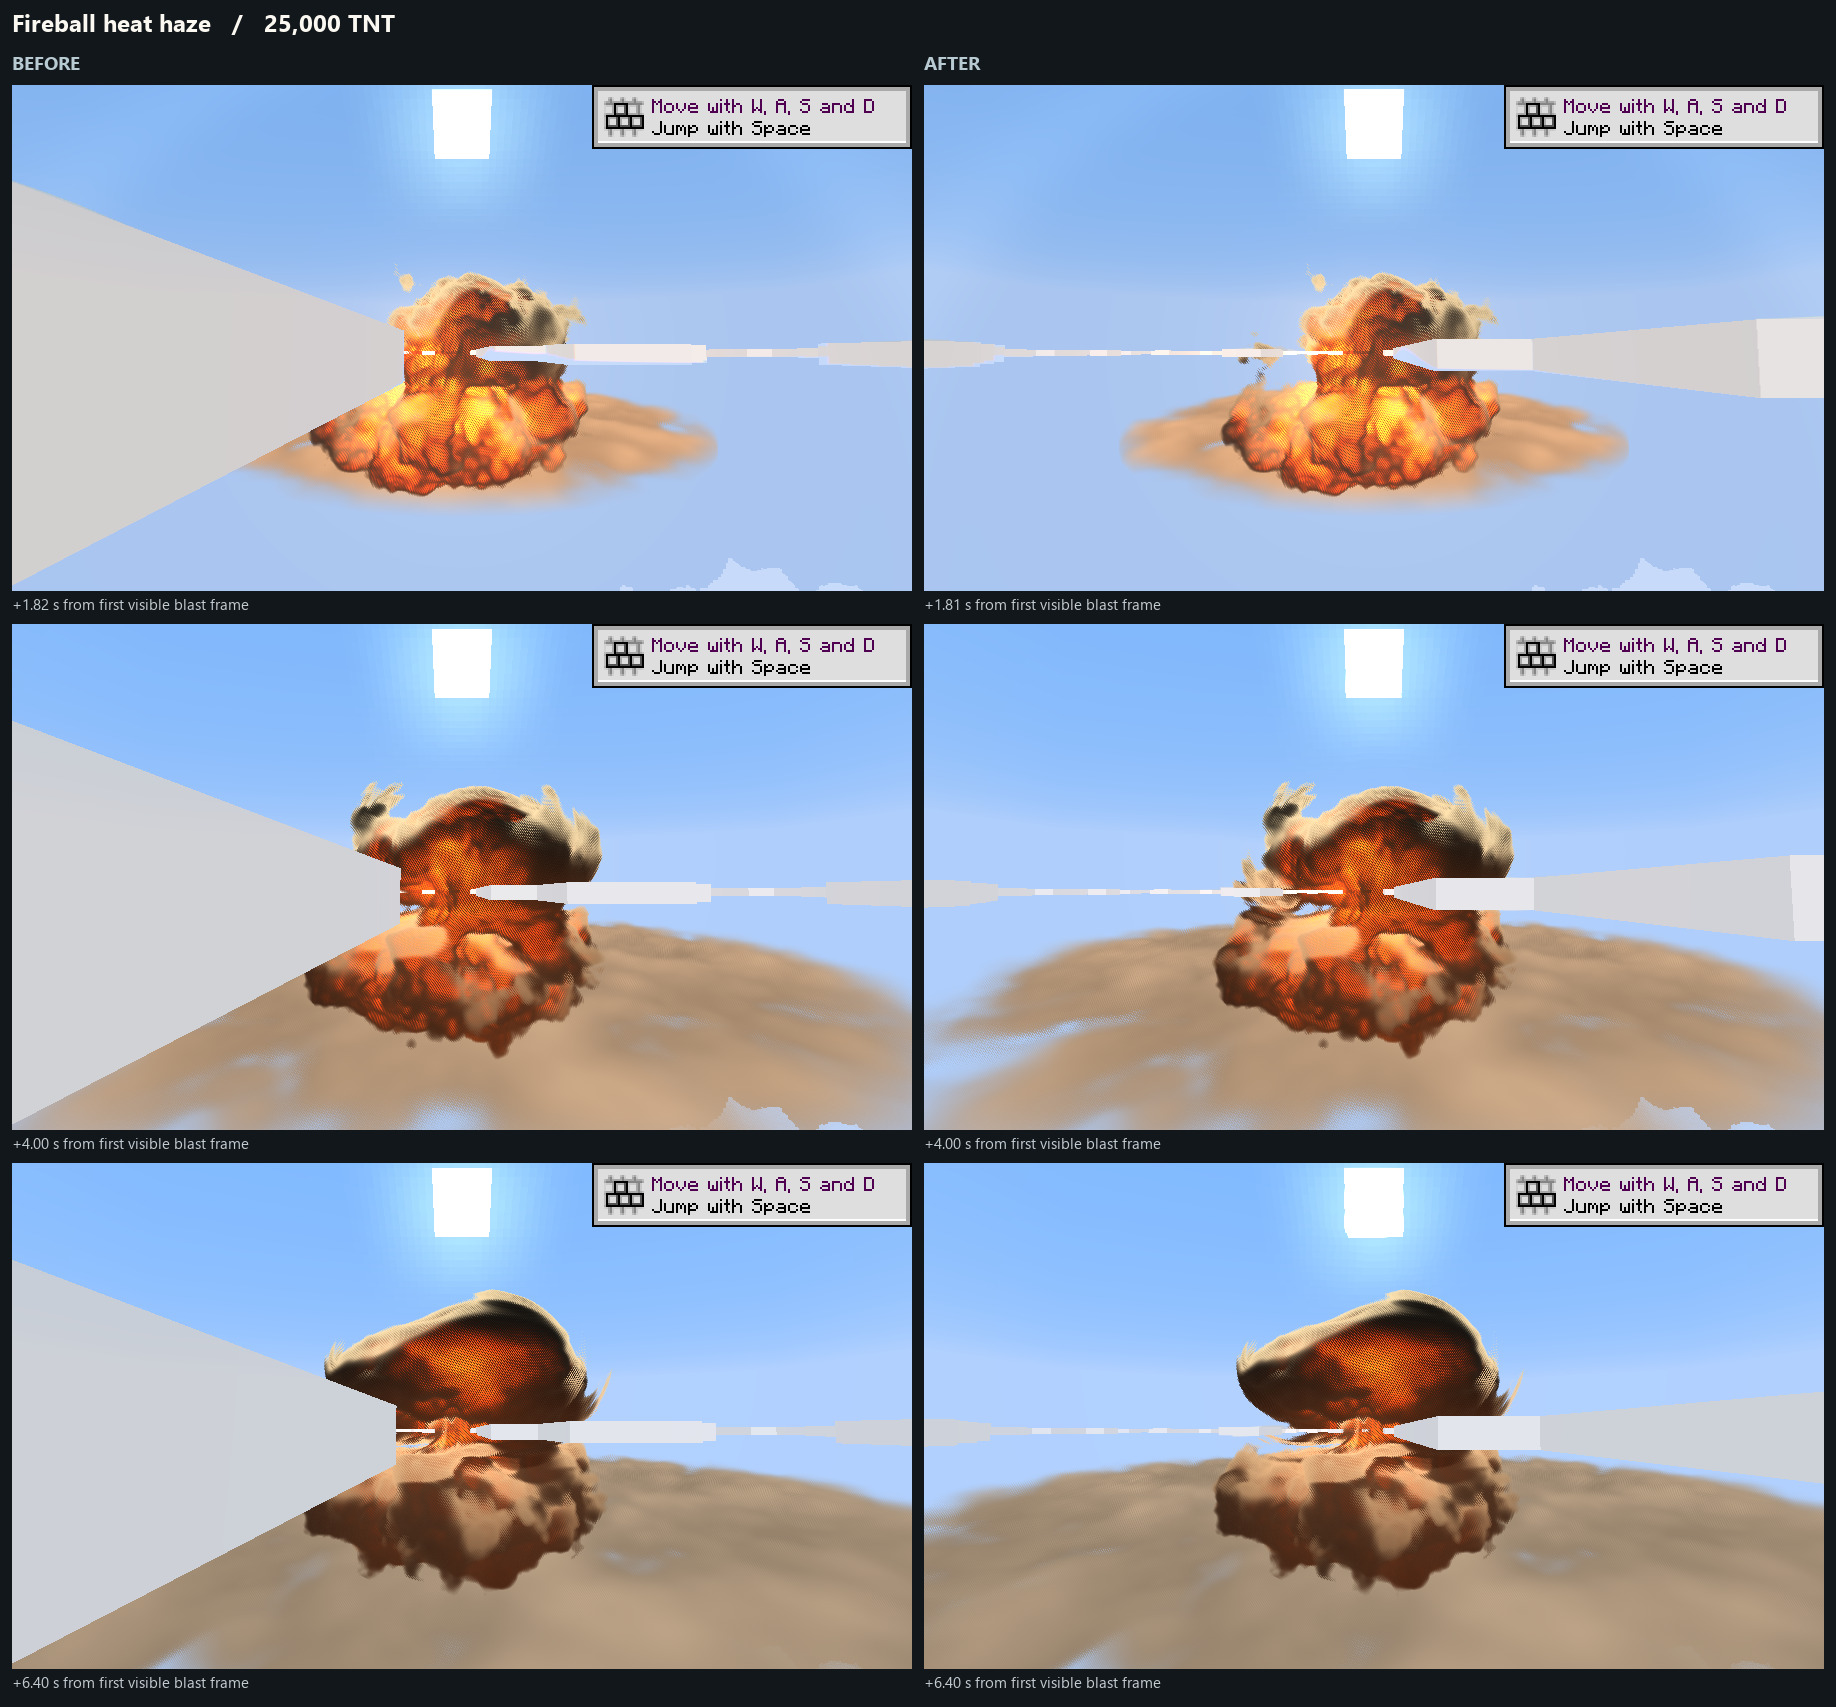 Fireball heat haze / 25,000 TNT
BEFORE
AFTER
Move with W, A, S and D
Jump with Space
Move with W, A, S and D
Jump with Space
+1.82 s from first visible blast frame
+1.81 s from first visible blast frame
Move with W, A, S and D
Jump with Space
Move with W, A, S and D
Jump with Space
+4.00 s from first visible blast frame
+4.00 s from first visible blast frame
Move with W, A, S and D
Jump with Space
Move with W, A, S and D
Jump with Space
+6.40 s from first visible blast frame
+6.40 s from first visible blast frame